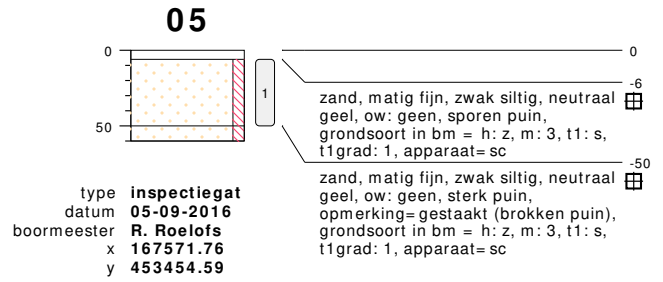 05
0
50
1
0
-6
zand, matig fijn, zwak siltig, neutraal
geel, ow: geen, sporen puin,
grondsoort in bm = h: z, m: 3, t1: s,
t1grad: 1, apparaat= sc
-50
zand, matig fijn, zwak siltig, neutraal
geel, ow: geen, sterk puin,
opmerking= gestaakt (brokken puin),
grondsoort in bm = h: z, m: 3, t1: s,
t1grad: 1, apparaat= sc
type inspectiegat
datum 05-09-2016
boormeester R. Roelofs
x 167571.76
y 453454.59